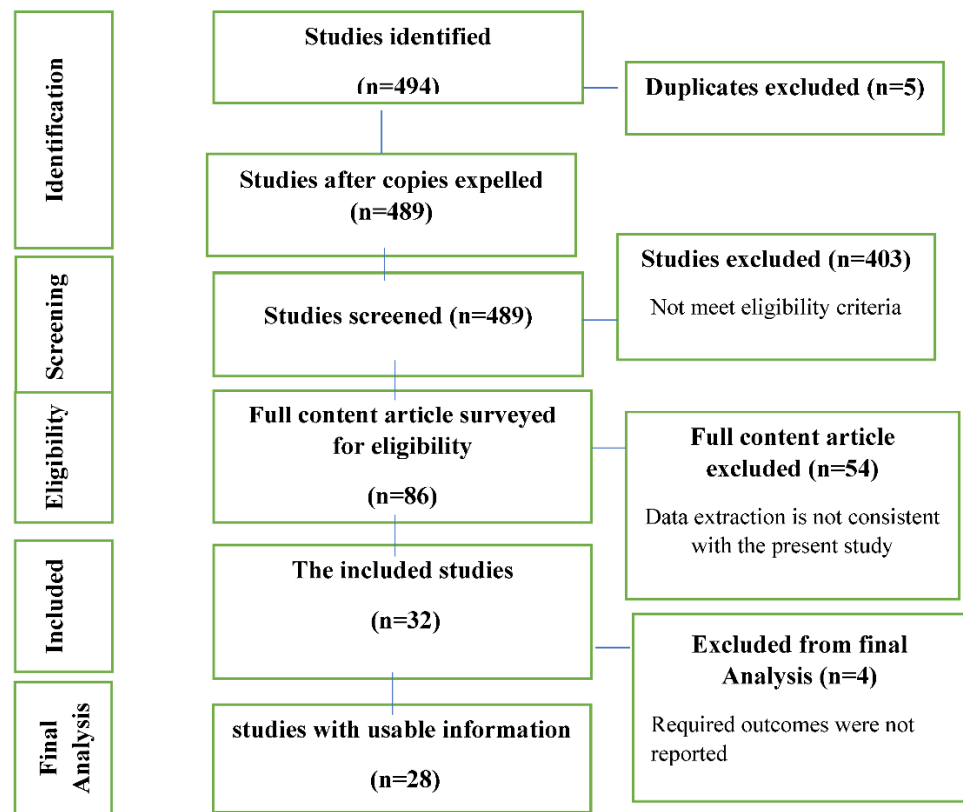 Identification
Studies identified
(n=494)
Duplicates excluded (n=5)
Studies after copies expelled
(n=489)
Screening
Studies screened (n=489)
Studies excluded (n=403)
Not meet eligibility criteria
Eligibility
Full content article surveyed
for eligibility
(n=86)
Full content article
excluded (n=54)
Data extraction is not consistent
with the present study
Included
The included studies
(n=32)
Excluded from final
Analysis (n=4)
Required outcomes were not
reported
Final
Analysis
studies with usable information
(n=28)